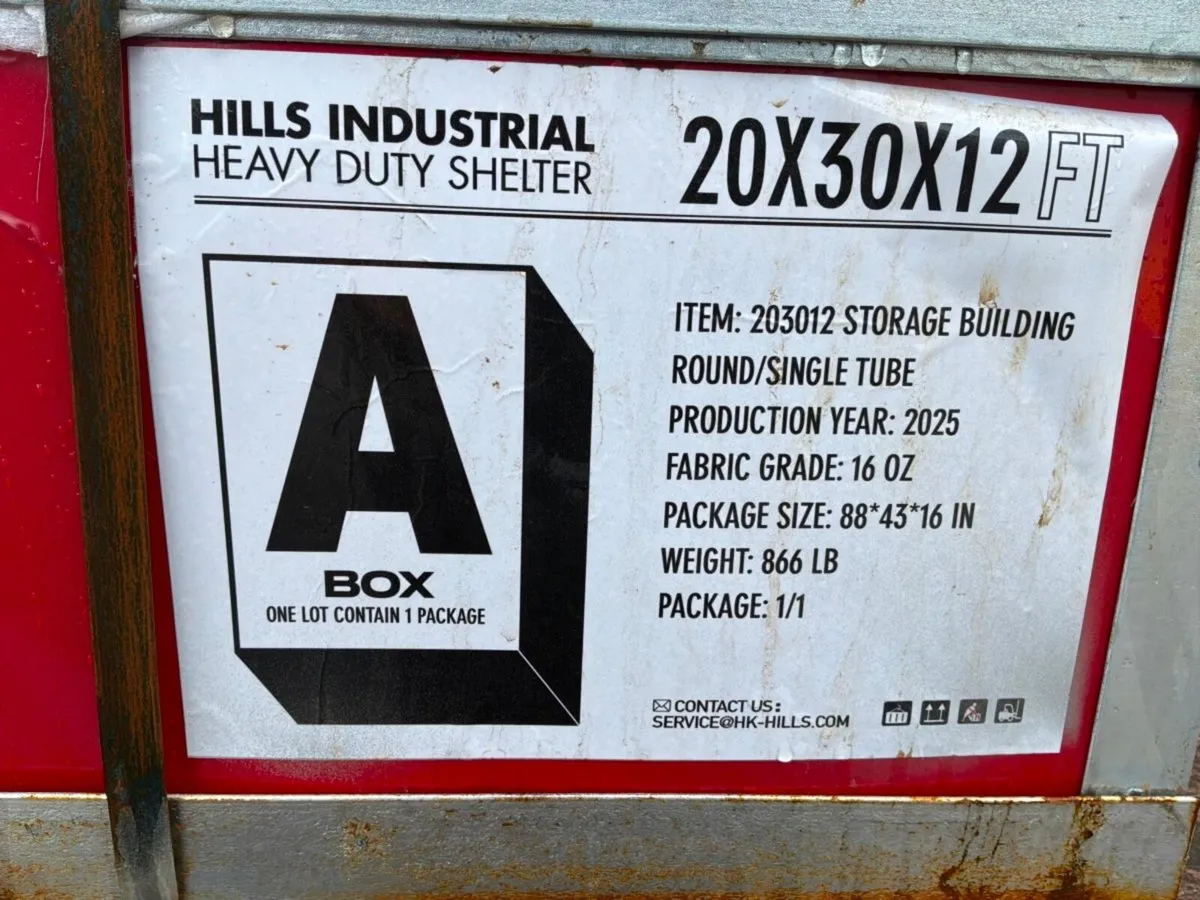 HILLS INDUSTRIAL
HEAVY DUTY SHELTER
20X30X12 FT
A
BOX
ONE LOT CONTAIN 1 PACKAGE
ITEM: 203012 STORAGE BUILDING
ROUND/SINGLE TUBE
PRODUCTION YEAR: 2025
FABRIC GRADE: 16 OZ
PACKAGE SIZE: 88*43*16 IN
WEIGHT: 866 LB
PACKAGE: 1/1
CONTACT US:
SERVICE@HK-HILLS.COM